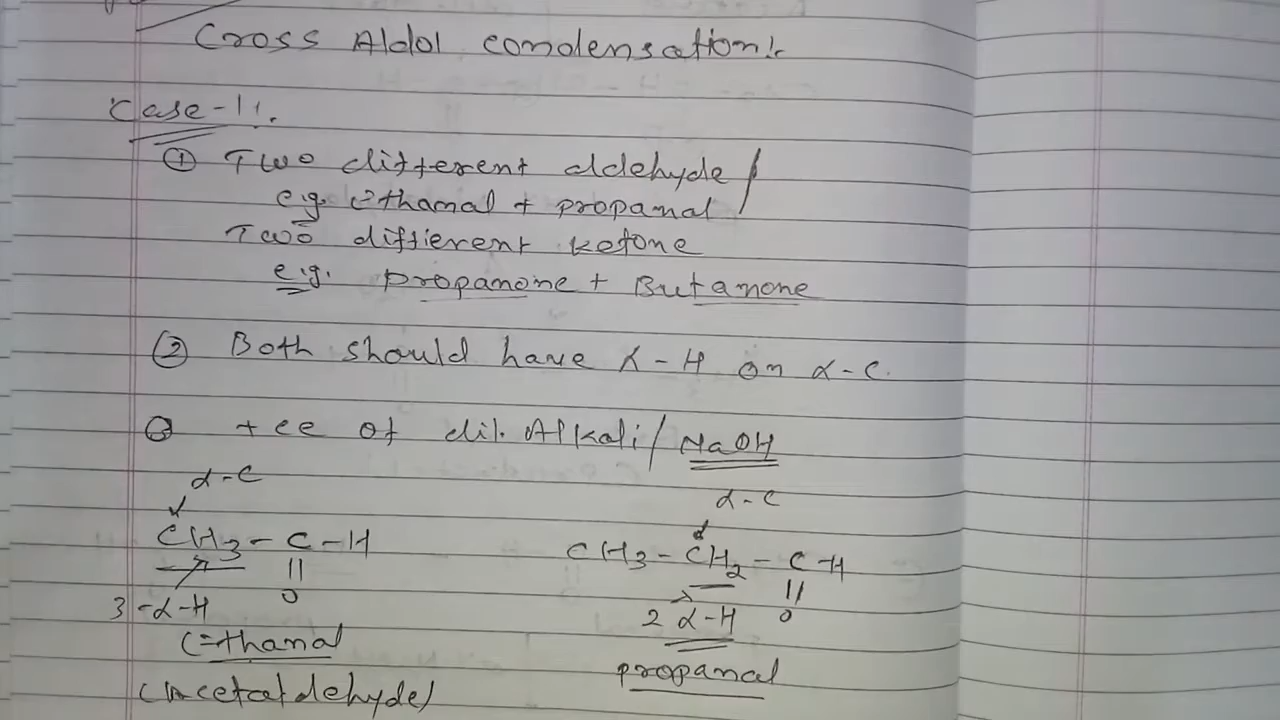 Cross Aldol condensation:-
Case-1:.
① Two different aldehyde /
e.g. Ethanal + propanal
Two different ketone
e.g. propanone + Butanone
② Both should have α-H on α-C.
③ +ce of dil. Alkali/NaOH
α-C
α-C
CH3-C-H
||
O
CH3-CH2-C-H
||
O
3-α-H
2 α-H
Ethanal
propanal
(Acetaldehyde)